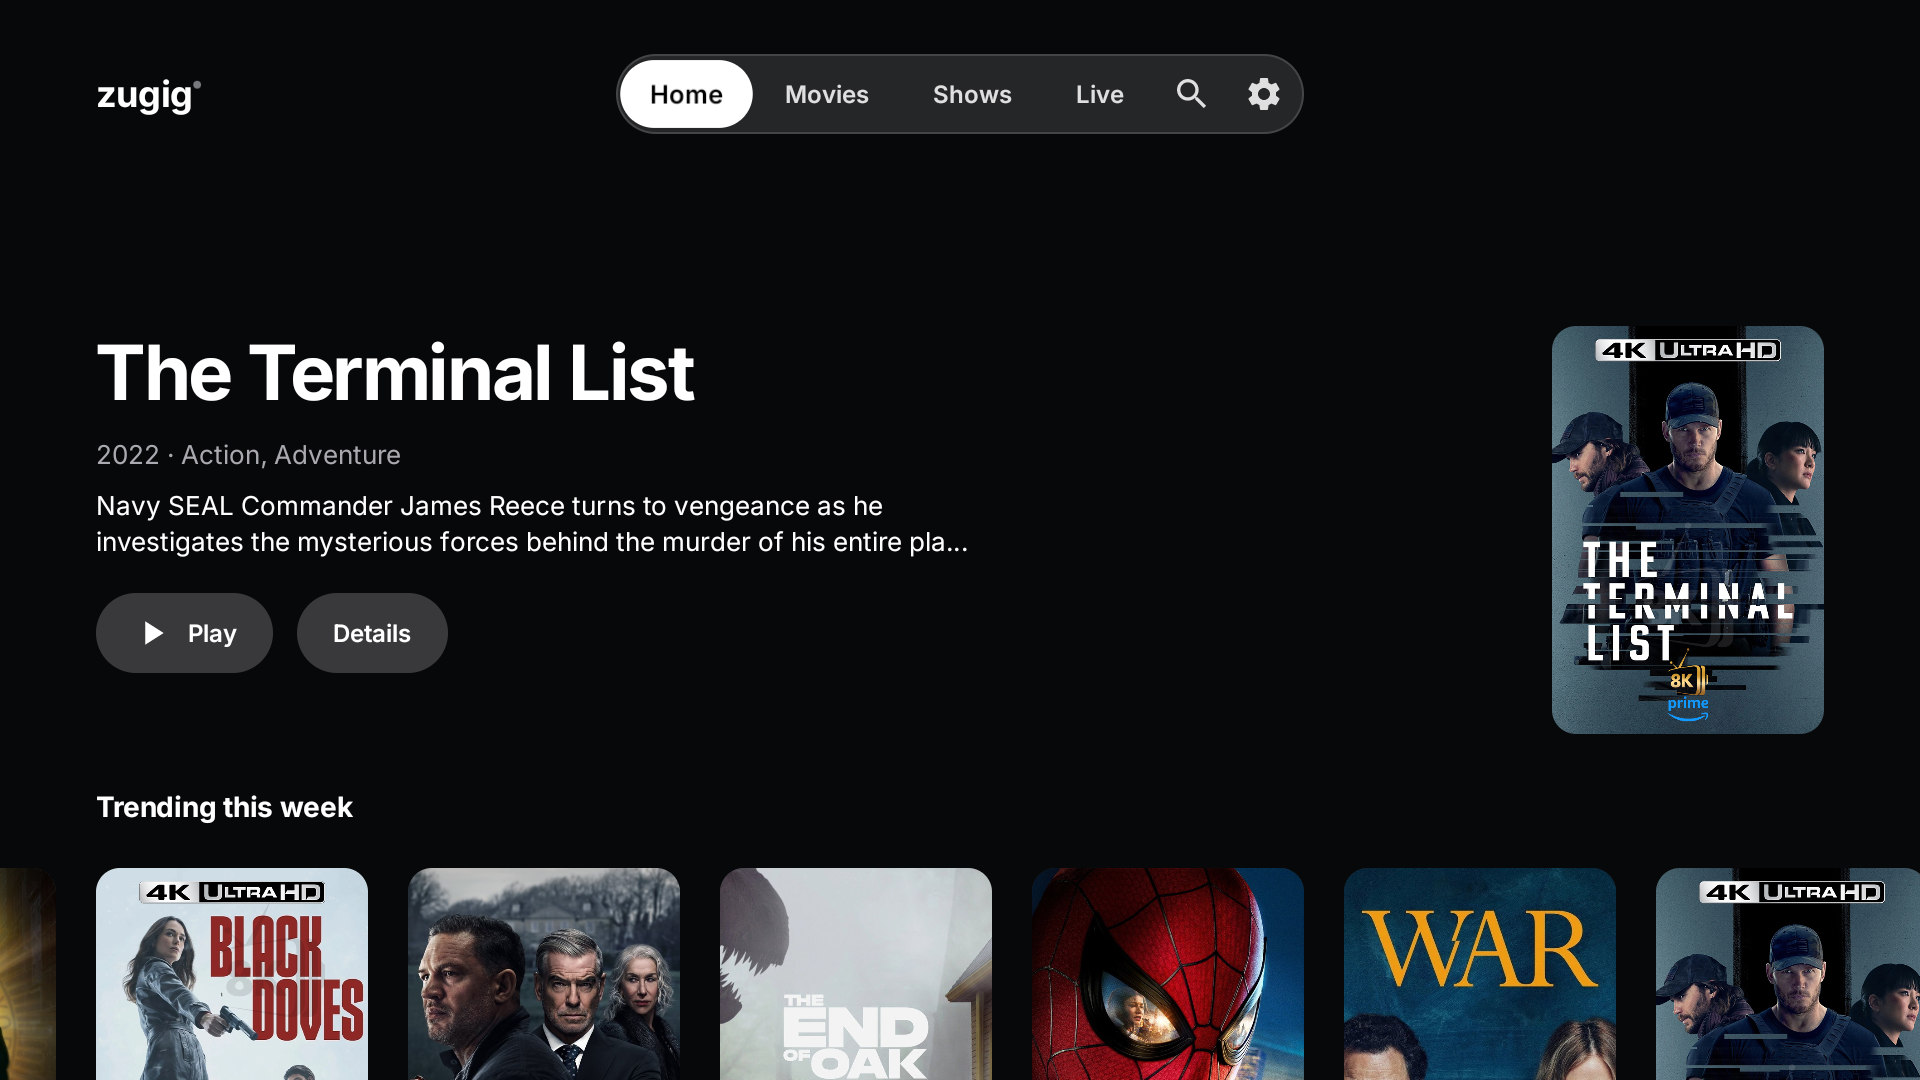 zugig
Home
Movies
Shows
Live
The Terminal List
2022 · Action, Adventure
Navy SEAL Commander James Reece turns to vengeance as he
investigates the mysterious forces behind the murder of his entire pla...
Play
Details
4K ULTRA HD
THE
TERMINAL
LIST
8K
prime
Trending this week
4K ULTRA HD
BLACK
DOVES
THE
END
OF OAK
WAR
4K ULTRA HD